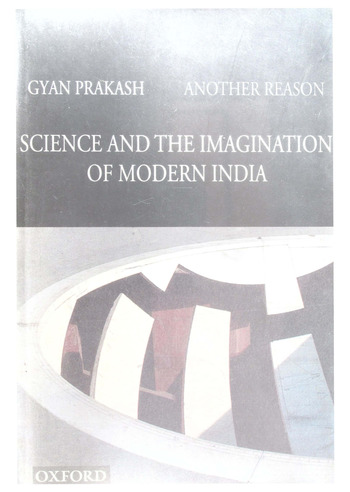 GYAN PRAKASH ANOTHER REASON
SCIENCE AND THE IMAGINATION
OF MODERN INDIA
OXFORD